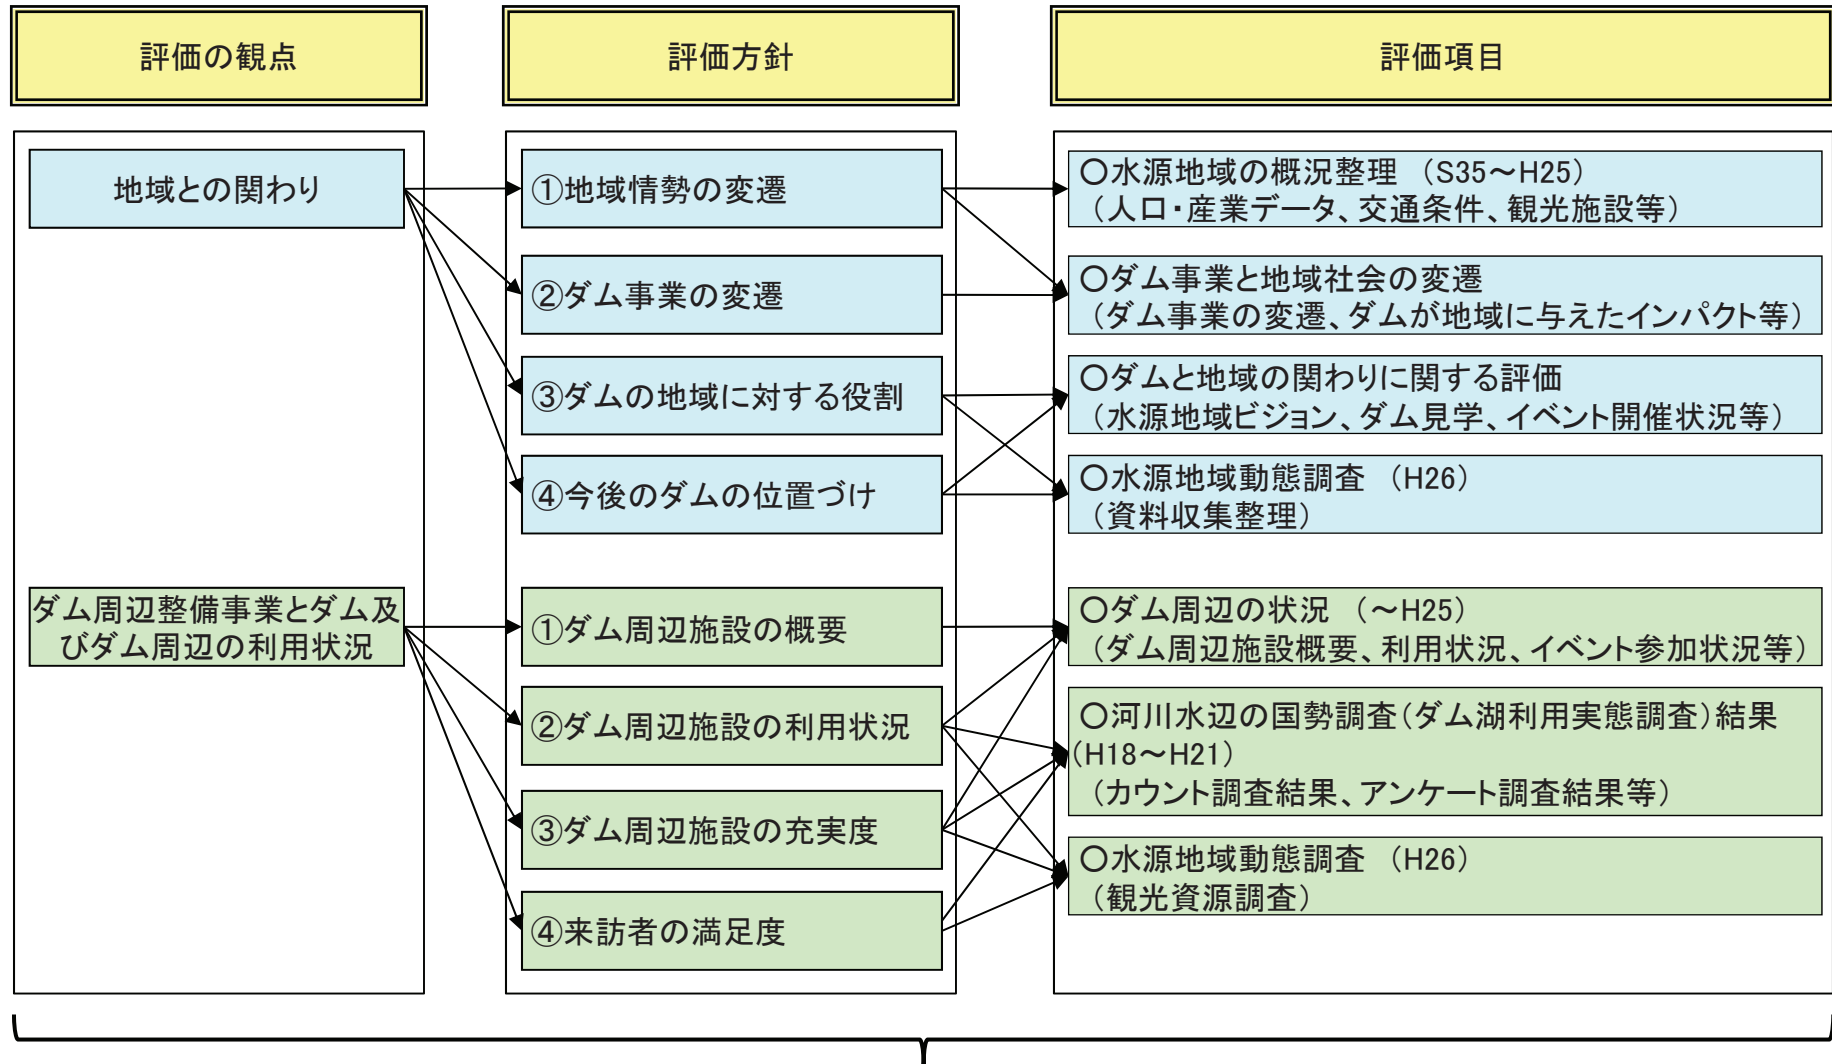 評価の観点
評価方針
評価項目
地域との関わり
①地域情勢の変遷
②ダム事業の変遷
③ダムの地域に対する役割
④今後のダムの位置づけ
○水源地域の概況整理 （S35～H25）
（人口・産業データ、交通条件、観光施設等）
○ダム事業と地域社会の変遷
（ダム事業の変遷、ダムが地域に与えたインパクト等）
○ダムと地域の関わりに関する評価
（水源地域ビジョン、ダム見学、イベント開催状況等）
○水源地域動態調査 （H26）
（資料収集整理）
ダム周辺整備事業とダム及
びダム周辺の利用状況
①ダム周辺施設の概要
②ダム周辺施設の利用状況
③ダム周辺施設の充実度
④来訪者の満足度
○ダム周辺の状況 （～H25）
（ダム周辺施設概要、利用状況、イベント参加状況等）
○河川水辺の国勢調査（ダム湖利用実態調査）結果
（H18～H21）
（カウント調査結果、アンケート調査結果等）
○水源地域動態調査 （H26）
（観光資源調査）